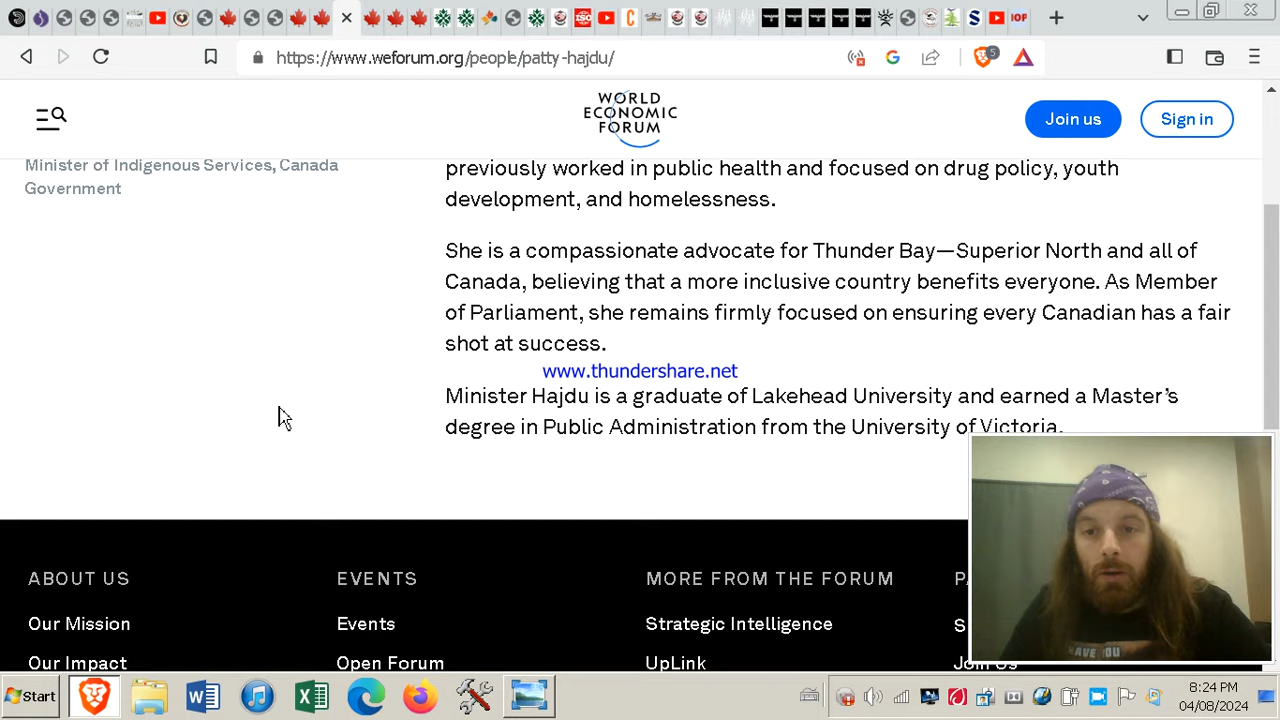 IOF
https://www.weforum.org/people/patty-hajdu/
5
WORLD
ECONOMIC
FORUM
Join us
Sign in
Minister of Indigenous Services, Canada
Government
previously worked in public health and focused on drug policy, youth
development, and homelessness.
She is a compassionate advocate for Thunder Bay—Superior North and all of
Canada, believing that a more inclusive country benefits everyone. As Member
of Parliament, she remains firmly focused on ensuring every Canadian has a fair
shot at success.
www.thundershare.net
Minister Hajdu is a graduate of Lakehead University and earned a Master's
degree in Public Administration from the University of Victoria.
ABOUT US
EVENTS
MORE FROM THE FORUM
Our Mission
Events
Strategic Intelligence
Our Impact
Open Forum
UpLink
Join Us
Start
8:24 PM
04/08/2024